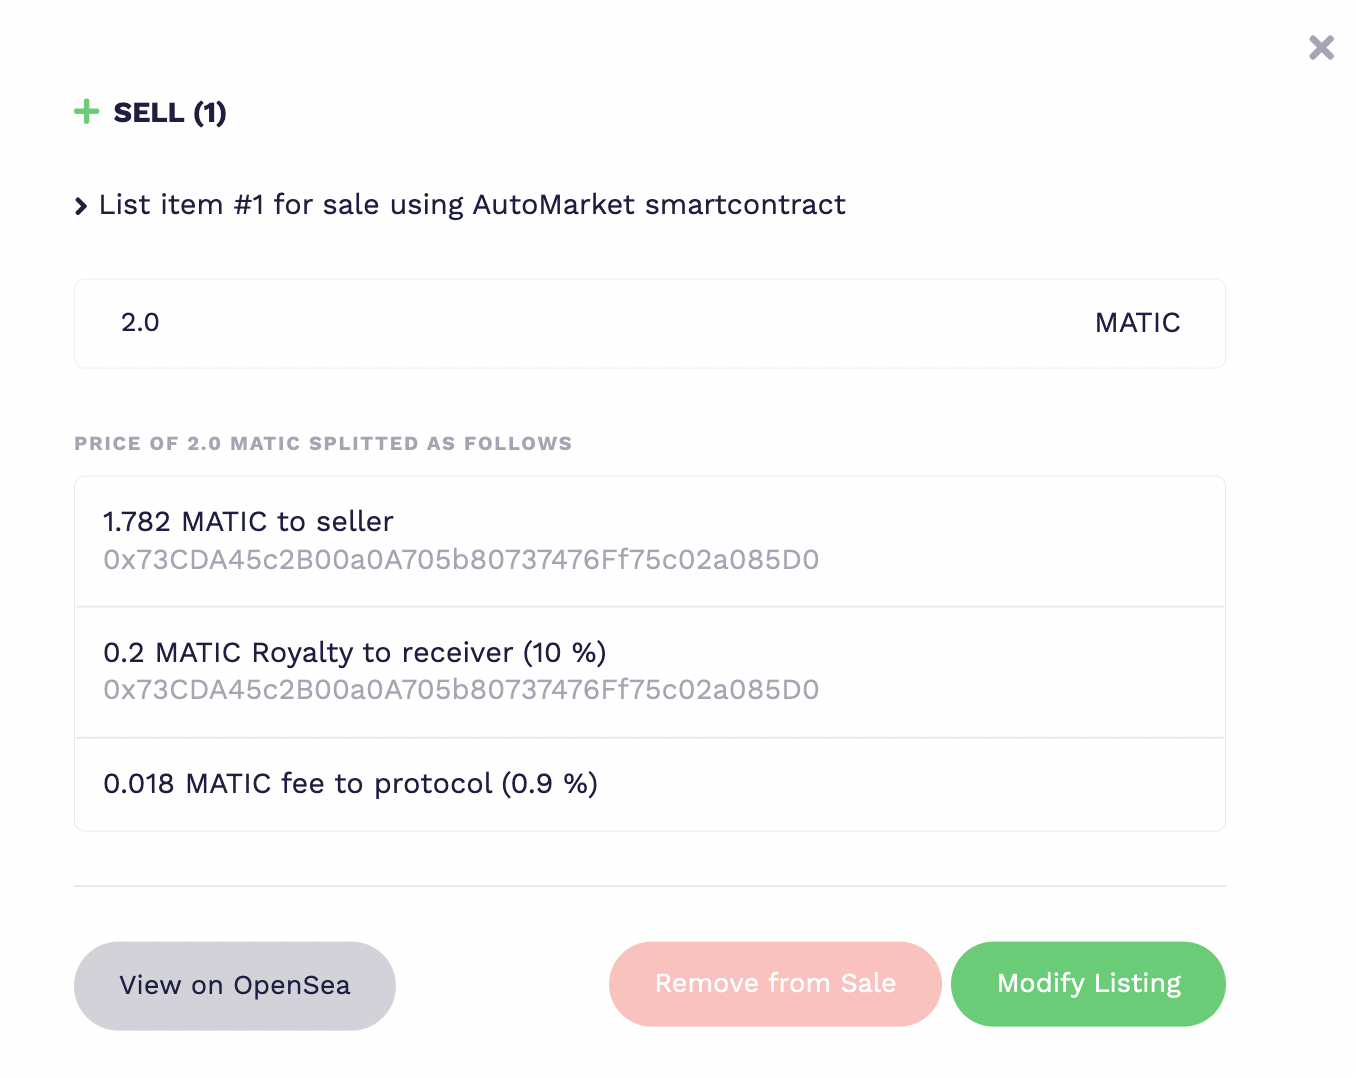 SELL (1)
List item #1 for sale using AutoMarket smartcontract
2.0 MATIC
PRICE OF 2.0 MATIC SPLITTED AS FOLLOWS
1.782 MATIC to seller
0x73CDA45c2B00a0A705b80737476Ff75c02a085D0
0.2 MATIC Royalty to receiver (10 %)
0x73CDA45c2B00a0A705b80737476Ff75c02a085D0
0.018 MATIC fee to protocol (0.9 %)
View on OpenSea Remove from Sale Modify Listing